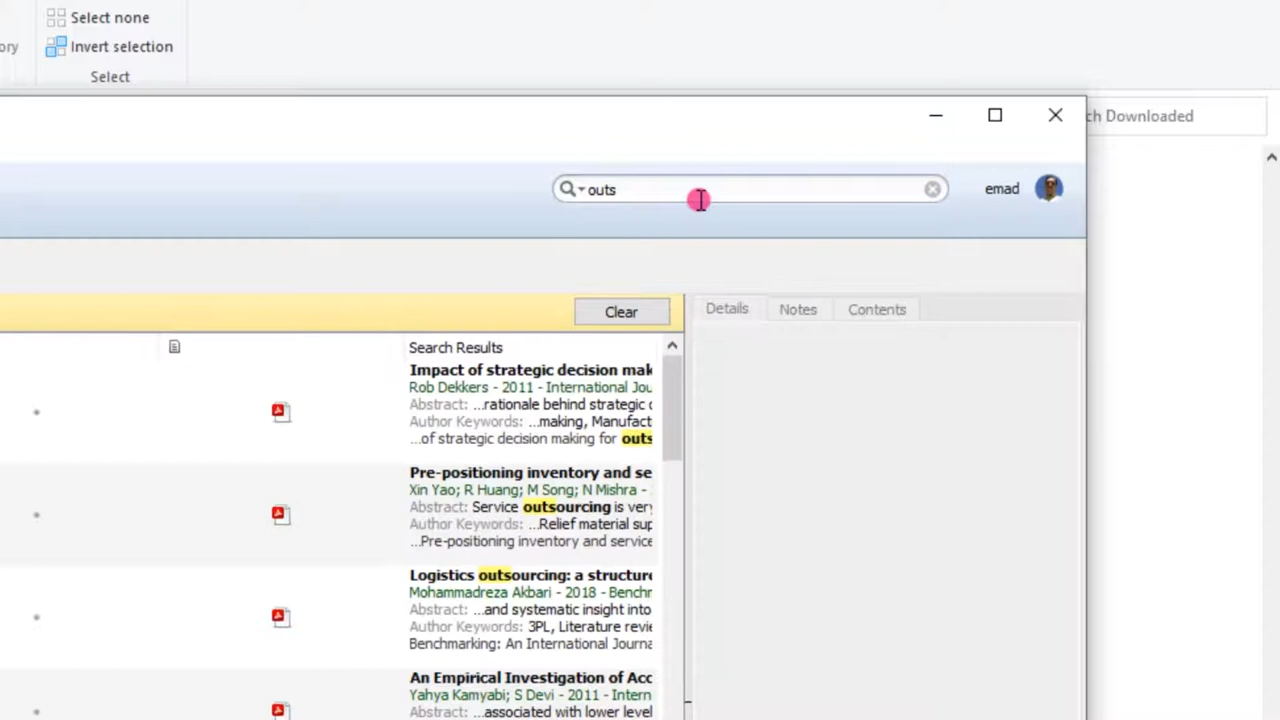 Select none
ory
Invert selection
Select
ch Downloaded
outs
emad
Clear
Details
Notes
Contents
Search Results
Impact of strategic decision mak
Rob Dekkers - 2011 - International Jou
Abstract: ...rationale behind strategic d
Author Keywords: ...making, Manufact
...of strategic decision making for outs
Pre-positioning inventory and se
Xin Yao; R Huang; M Song; N Mishra -
Abstract: Service outsourcing is very
Author Keywords: ...Relief material sup
...Pre-positioning inventory and service
Logistics outsourcing: a structure
Mohammadreza Akbari - 2018 - Benchm
Abstract: ...and systematic insight into
Author Keywords: 3PL, Literature revie
Benchmarking: An International Journa
An Empirical Investigation of Acc
Yahya Kamyabi; S Devi - 2011 - Intern
Abstract: ...associated with lower level